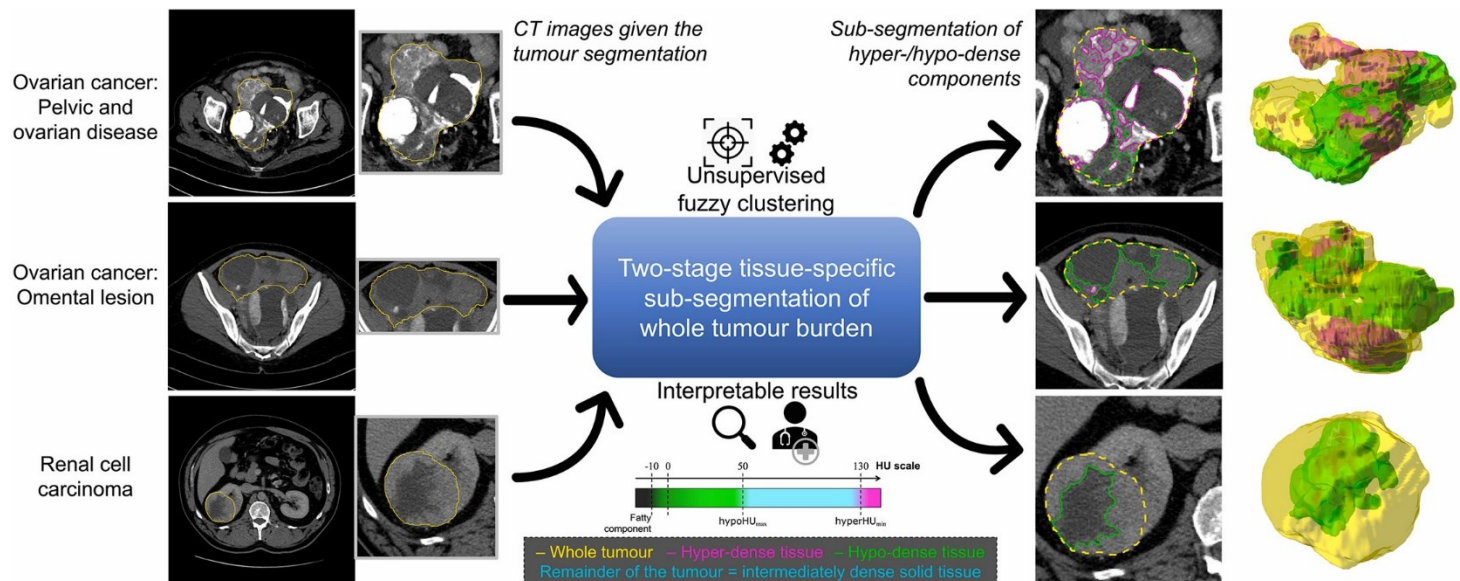 Ovarian cancer:
Pelvic and
ovarian disease
CT images given the
tumour segmentation
Sub-segmentation of
hyper-/hypo-dense
components
Unsupervised
fuzzy clustering
Ovarian cancer:
Omental lesion
Two-stage tissue-specific
sub-segmentation of
whole tumour burden
Interpretable results
Renal cell
carcinoma
-10 0 50 130 HU scale
Fatty
component
hypoHUmax hyperHUmin
– Whole tumour – Hyper-dense tissue – Hypo-dense tissue
Remainder of the tumour = intermediately dense solid tissue